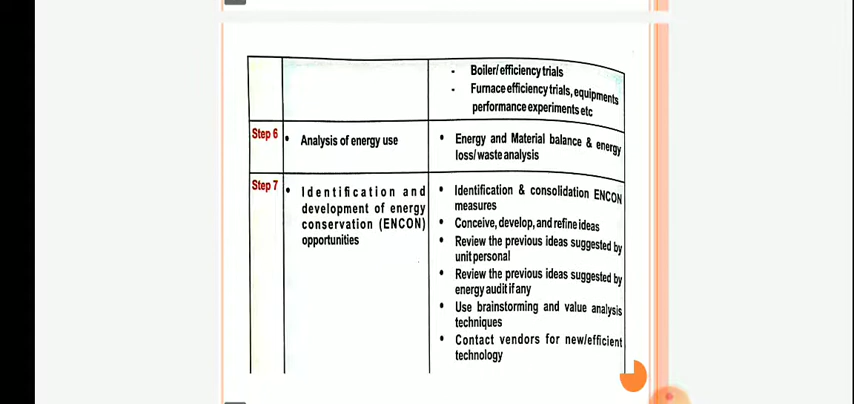 - Boiler/ efficiency trials
- Furnace efficiency trials, equipments
performance experiments etc
Step 6
• Analysis of energy use
• Energy and Material balance & energy
loss/ waste analysis
Step 7
• Identification and
development of energy
conservation (ENCON)
opportunities
• Identification & consolidation ENCON
measures
• Conceive, develop, and refine ideas
• Review the previous ideas suggested by
unit personal
• Review the previous ideas suggested by
energy audit if any
• Use brainstorming and value analysis
techniques
• Contact vendors for new/efficient
technology